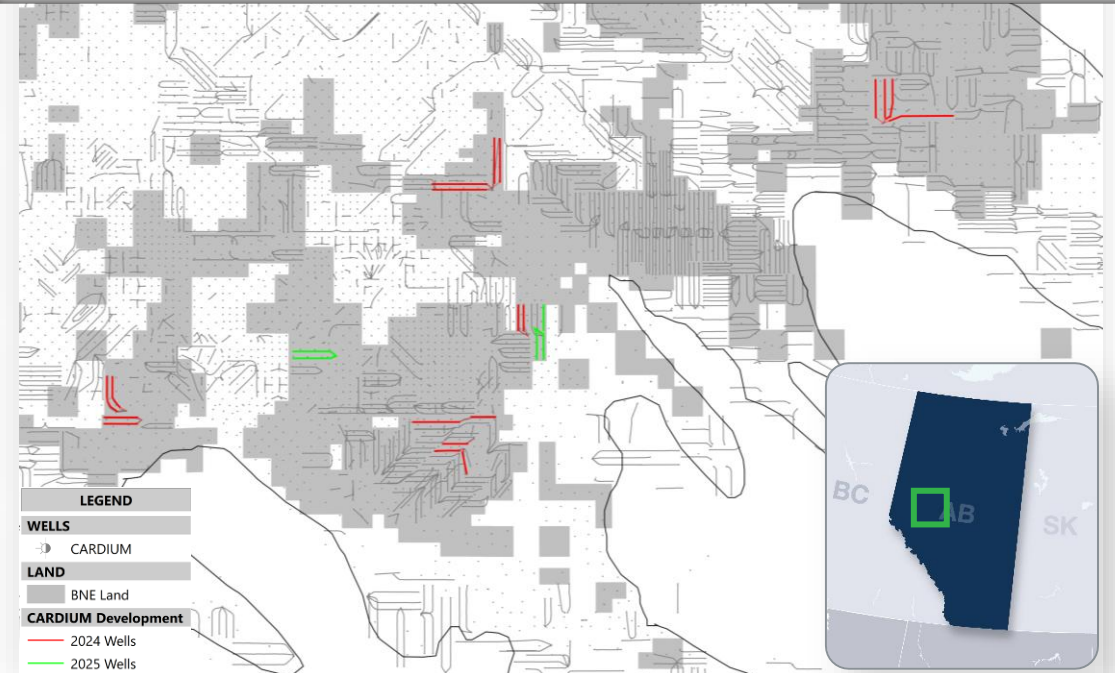 LEGEND
WELLS
CARDIUM
LAND
BNE Land
CARDIUM Development
2024 Wells
2025 Wells
BC
AB
SK